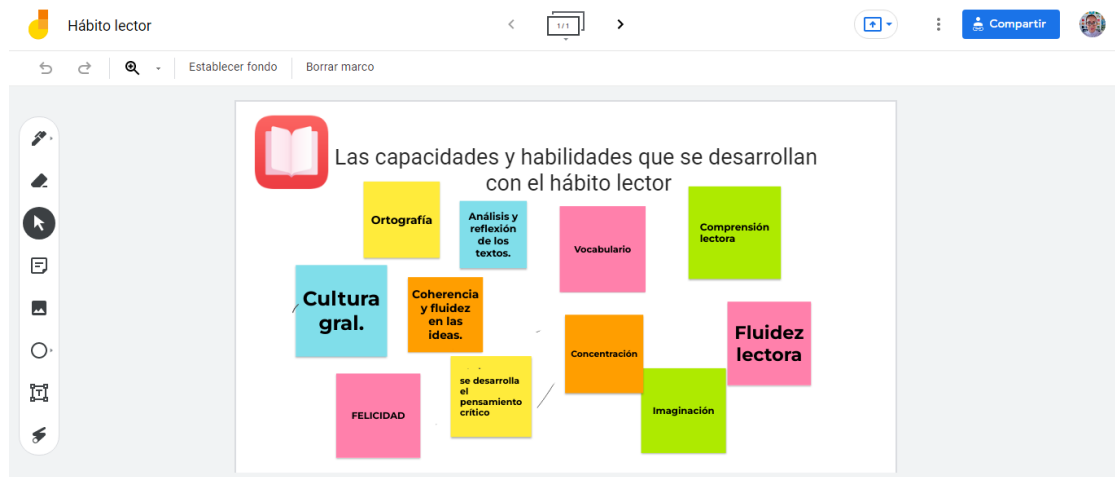 Hábito lector
1/1
Compartir
Establecer fondo
Borrar marco
Las capacidades y habilidades que se desarrollan
con el hábito lector
Ortografía
Análisis y
reflexión
de los
textos.
Vocabulario
Comprensión
lectora
Cultura
gral.
Coherencia
y fluidez
en las
ideas.
Concentración
Fluidez
lectora
FELICIDAD
se desarrolla
el
pensamiento
crítico
Imaginación
T